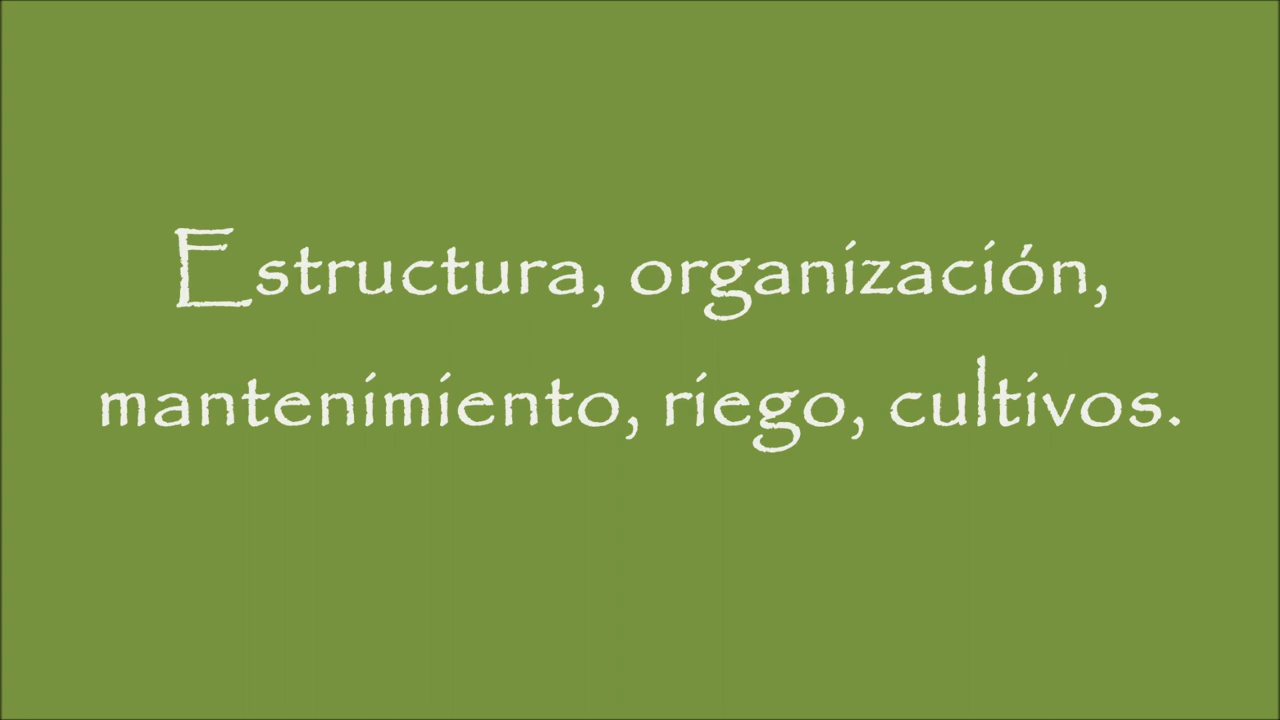 Estructura, organización,
mantenimiento, riego, cultivos.